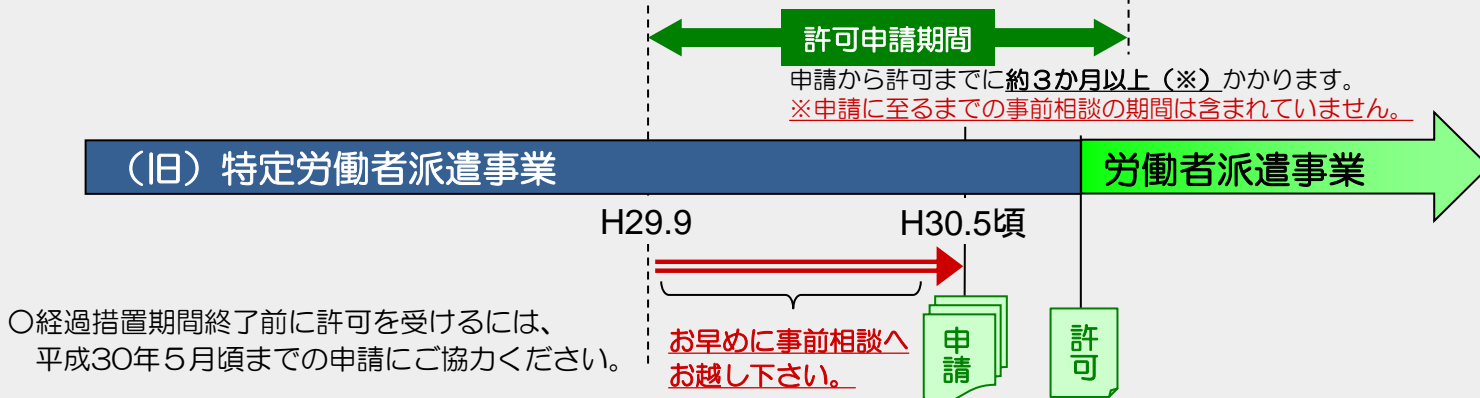 許可申請期間
申請から許可までに約３か月以上（※）かかります。
※申請に至るまでの事前相談の期間は含まれていません。
（旧）特定労働者派遣事業
労働者派遣事業
H29.9
H30.5頃
〇経過措置期間終了前に許可を受けるには、
平成30年５月頃までの申請にご協力ください。
お早めに事前相談へ
お越し下さい。
申請
許可